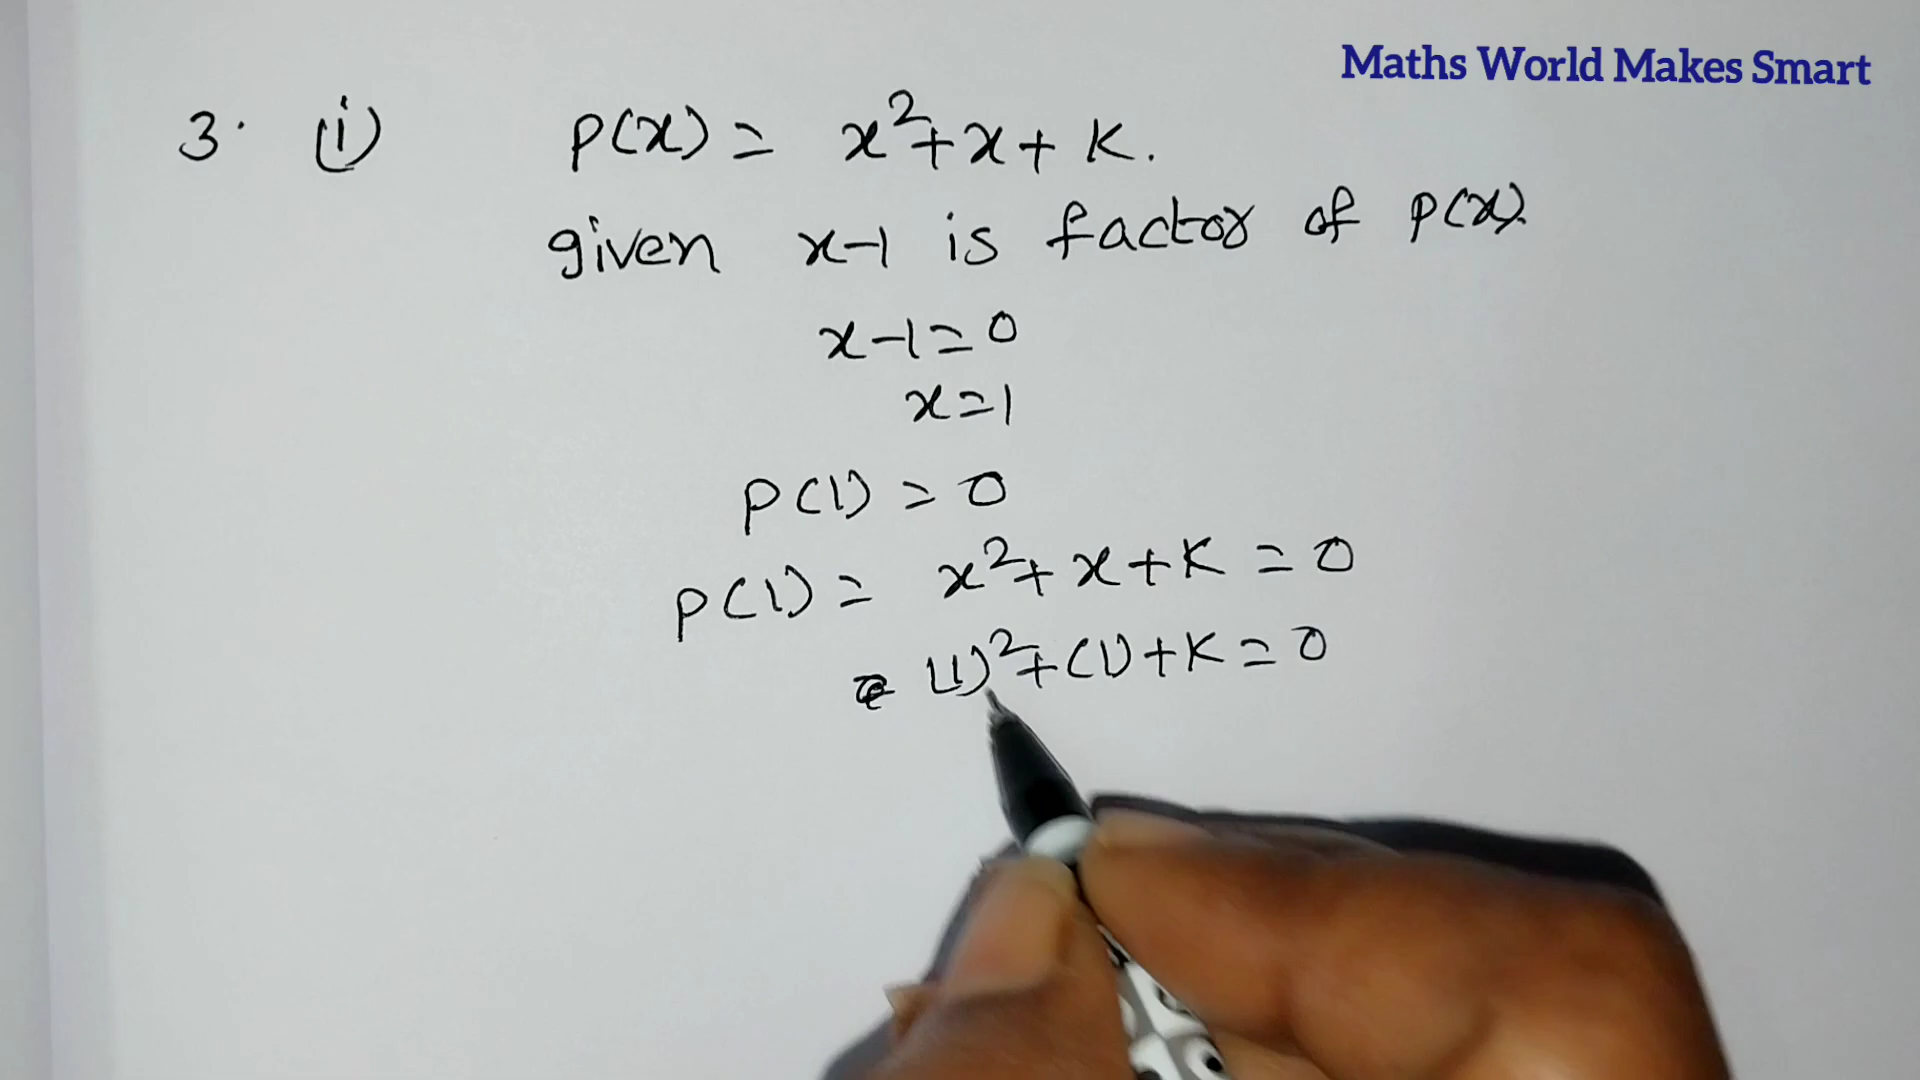 Maths World Makes Smart
3. (i) P(x) = x²+x+K.
given x-1 is factor of P(x).
x-1=0
x=1
P(1)=0
P(1)= x²+x+K=0
(1)²+(1)+K=0